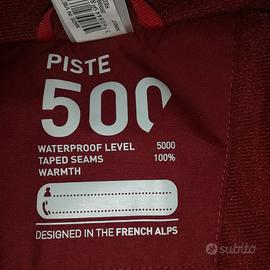 PISTE
500
WATERPROOF LEVEL 5000
TAPED SEAMS 100%
WARMTH
DESIGNED IN THE FRENCH ALPS
subito